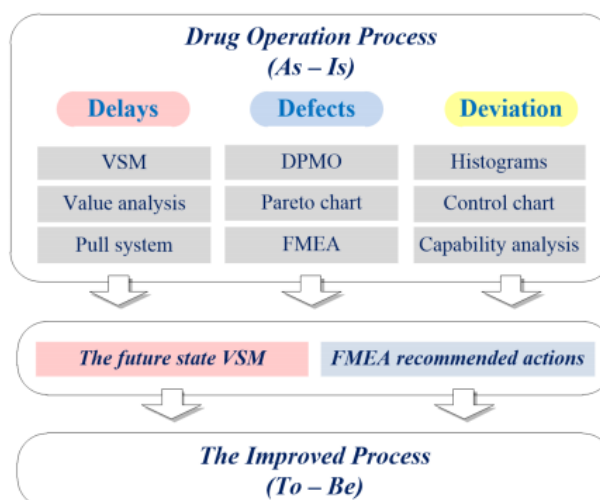 Drug Operation Process
(As – Is)
Delays
Defects
Deviation
VSM
DPMO
Histograms
Value analysis
Pareto chart
Control chart
Pull system
FMEA
Capability analysis
The future state VSM
FMEA recommended actions
The Improved Process
(To – Be)